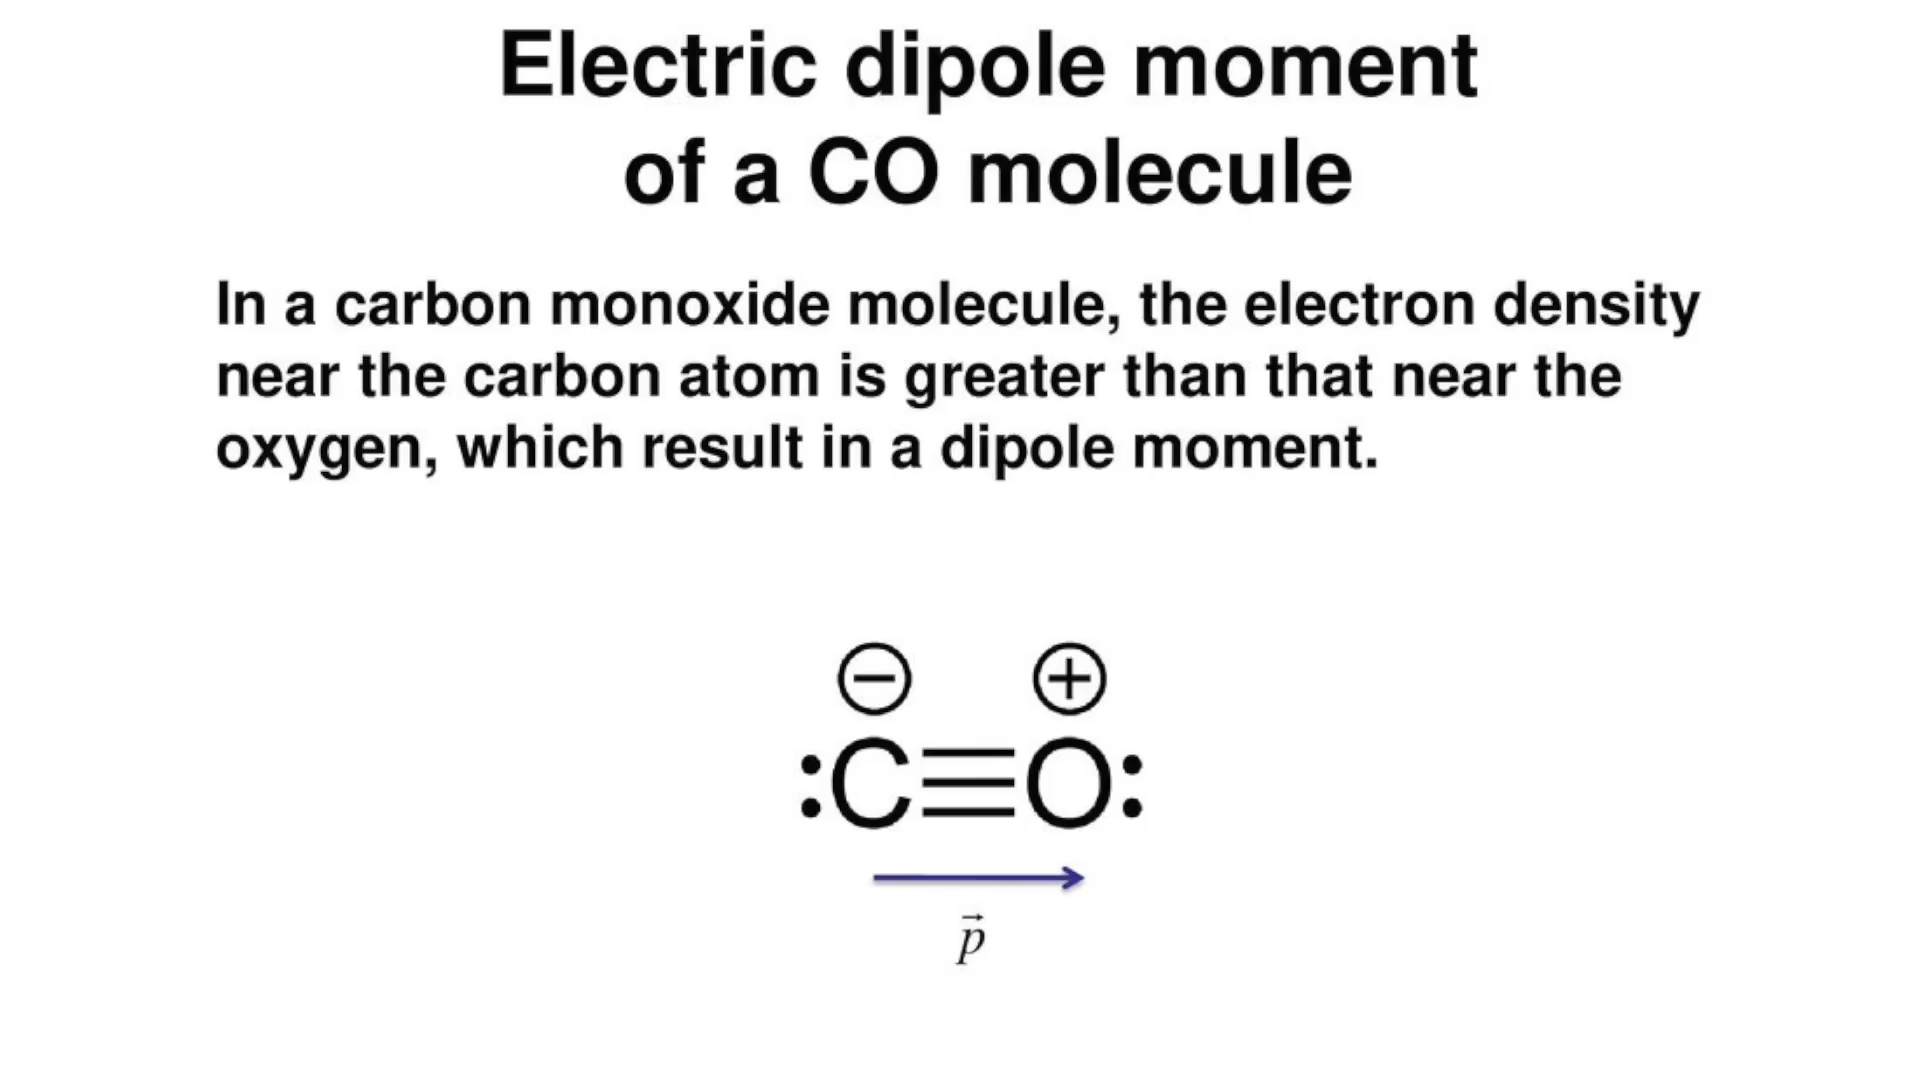 Electric dipole moment
of a CO molecule
In a carbon monoxide molecule, the electron density
near the carbon atom is greater than that near the
oxygen, which result in a dipole moment.
⊖ ⊕
:C≡O:
p⃗